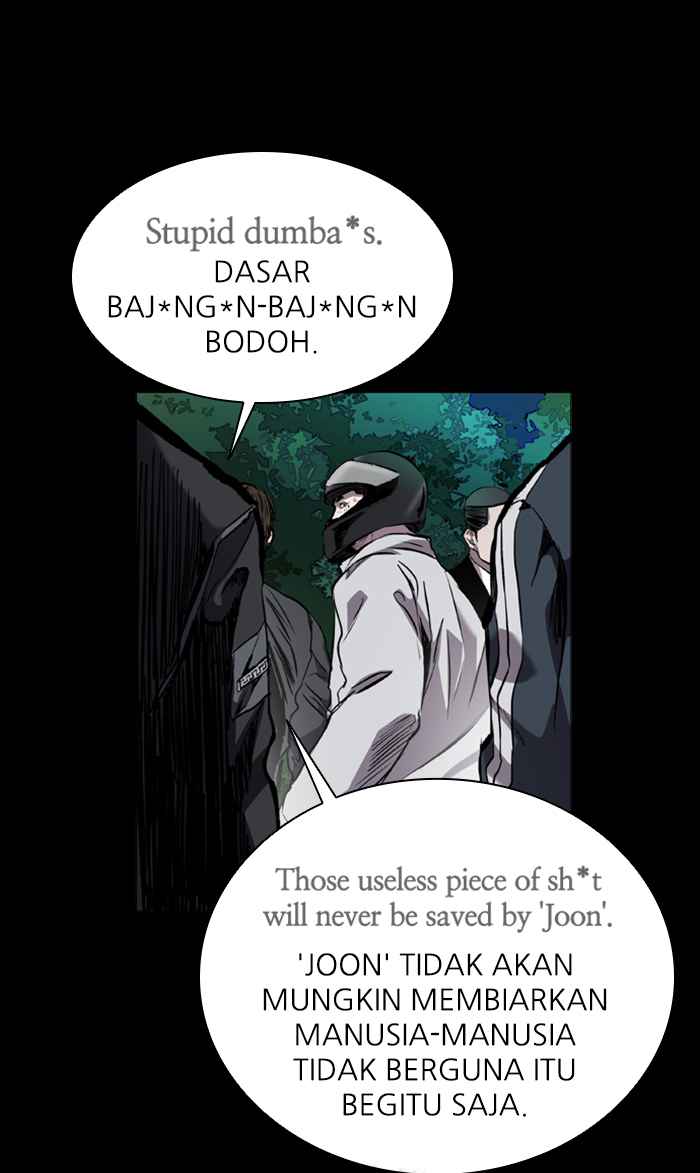 Stupid dumba*s.
DASAR
BAJ*NG*N-BAJ*NG*N
BODOH.
Those useless piece of sh*t
will never be saved by 'Joon'.
'JOON' TIDAK AKAN
MUNGKIN MEMBIARKAN
MANUSIA-MANUSIA
TIDAK BERGUNA ITU
BEGITU SAJA.